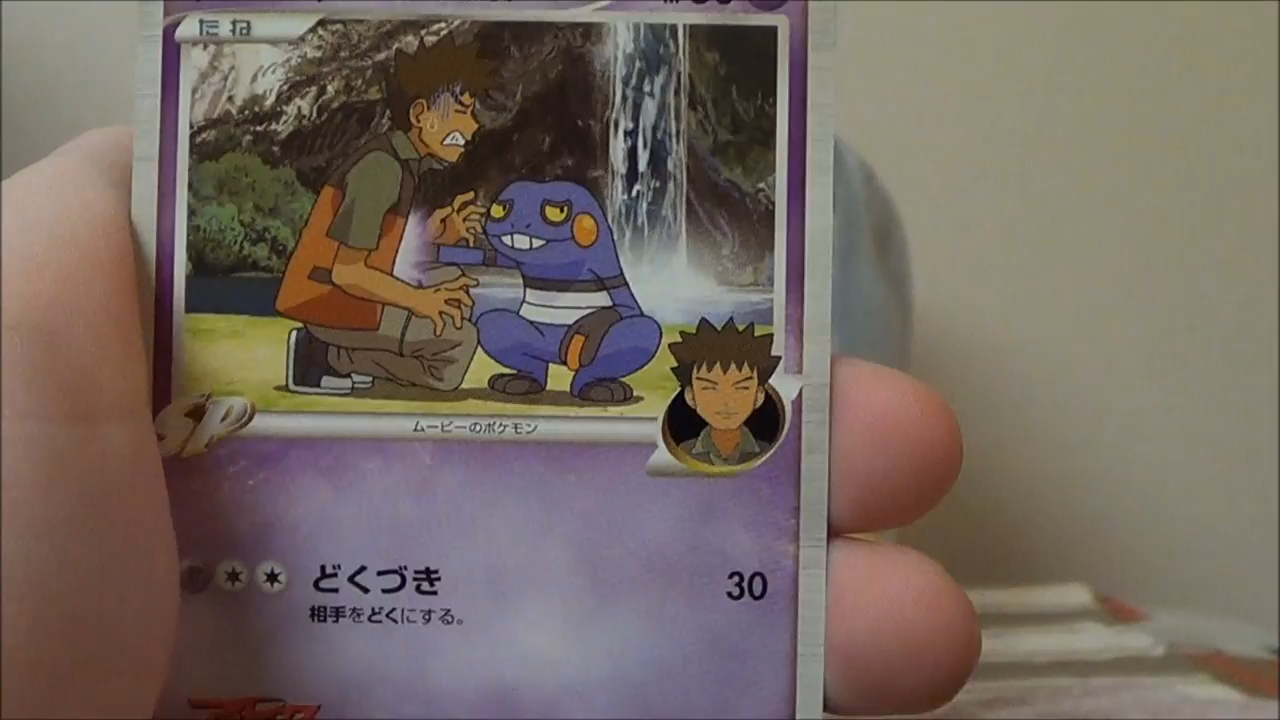 たね
SP
ムービーのポケモン
どくづき 30
相手をどくにする。